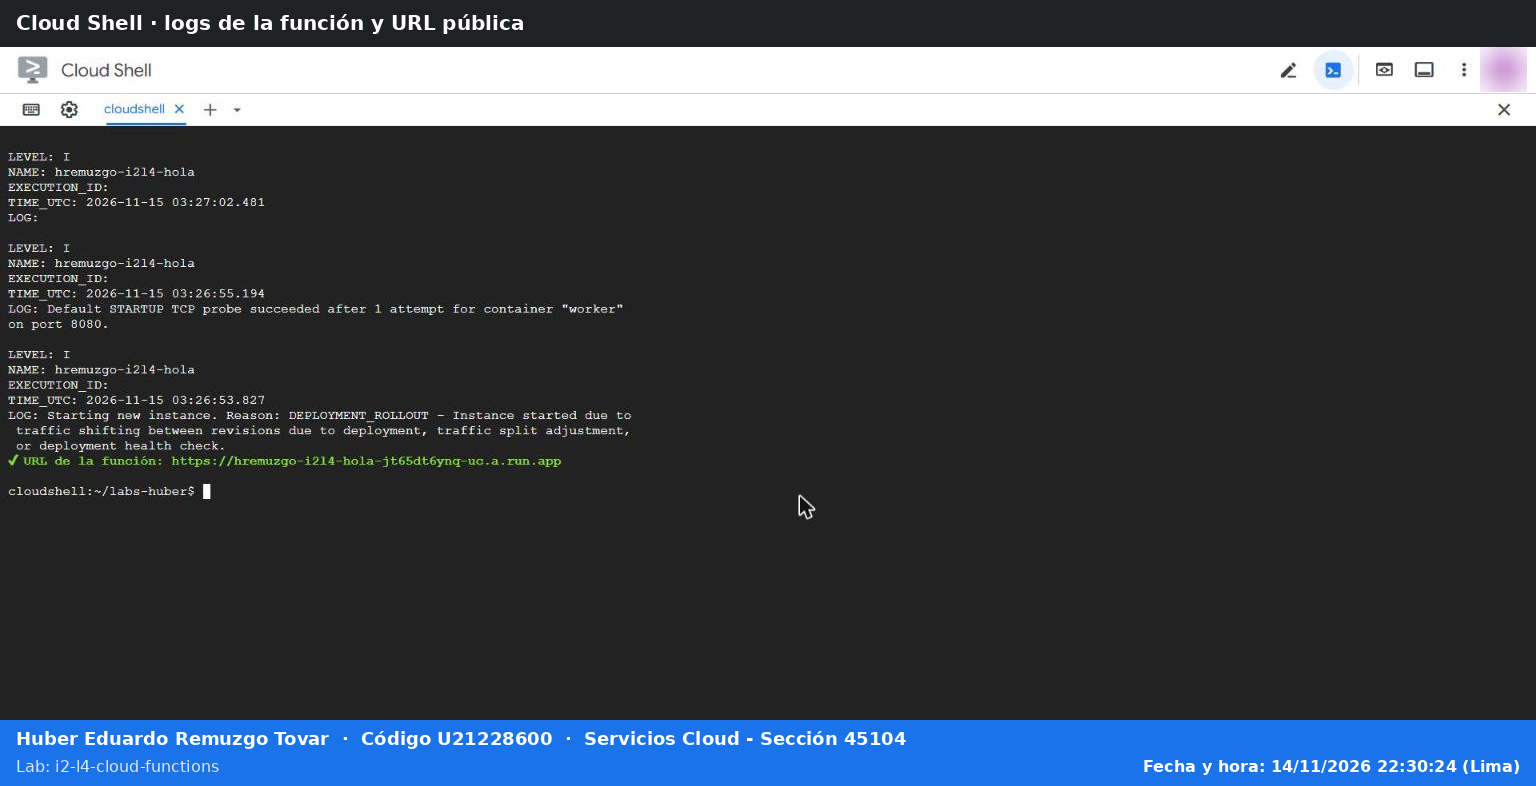 Cloud Shell · logs de la función y URL pública
Cloud Shell
cloudshell
LEVEL: I
NAME: hremuzgo-i2l4-hola
EXECUTION_ID:
TIME_UTC: 2026-11-15 03:27:02.481
LOG:
LEVEL: I
NAME: hremuzgo-i2l4-hola
EXECUTION_ID:
TIME_UTC: 2026-11-15 03:26:55.194
LOG: Default STARTUP TCP probe succeeded after 1 attempt for container "worker"
on port 8080.
LEVEL: I
NAME: hremuzgo-i2l4-hola
EXECUTION_ID:
TIME_UTC: 2026-11-15 03:26:53.827
LOG: Starting new instance. Reason: DEPLOYMENT_ROLLOUT - Instance started due to
traffic shifting between revisions due to deployment, traffic split adjustment,
or deployment health check.
✓ URL de la función: https://hremuzgo-i2l4-hola-jt65dt6ynq-uc.a.run.app
cloudshell:~/labs-huber$
Huber Eduardo Remuzgo Tovar · Código U21228600 · Servicios Cloud - Sección 45104
Lab: i2-l4-cloud-functions
Fecha y hora: 14/11/2026 22:30:24 (Lima)